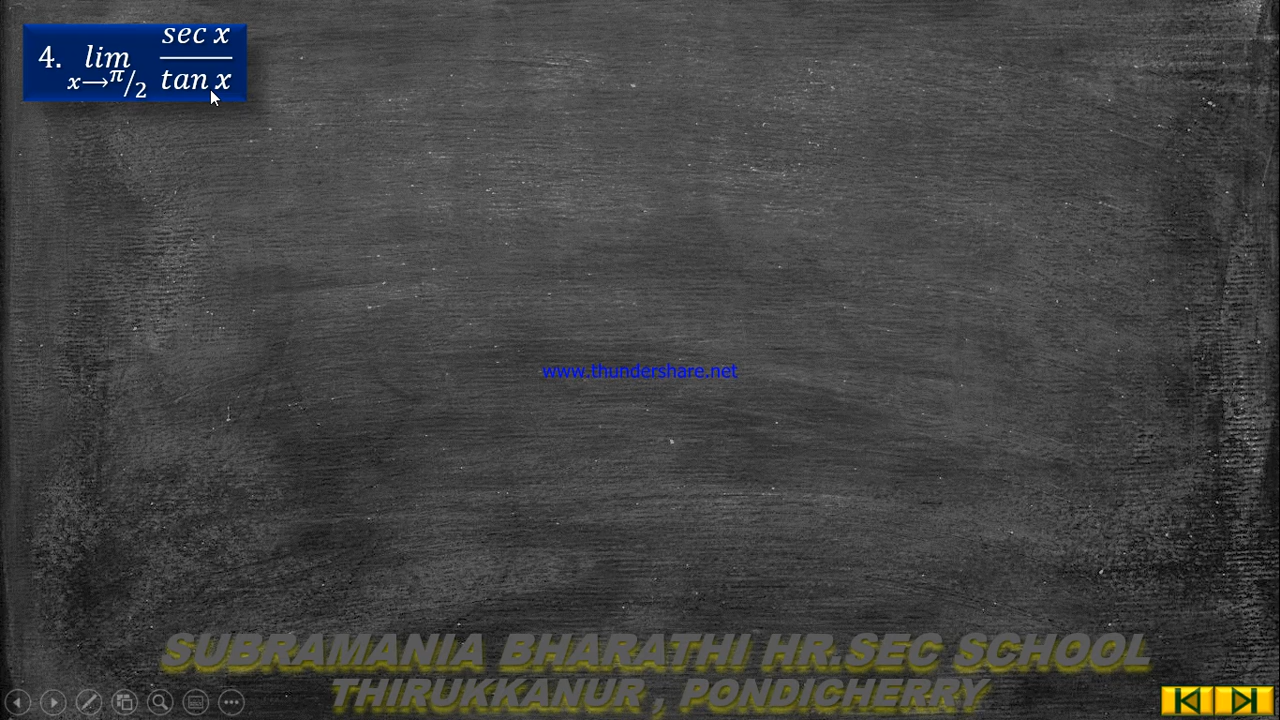 4. lim x→π/2 sec x / tan x
www.thundershare.net
SUBRAMANIA BHARATHI HR.SEC SCHOOL
THIRUKKANUR , PONDICHERRY